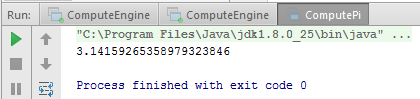 Run: ComputeEngine ComputeEngine ComputePi
"C:\Program Files\Java\jdk1.8.0_25\bin\java" ...
3.14159265358979323846
Process finished with exit code 0